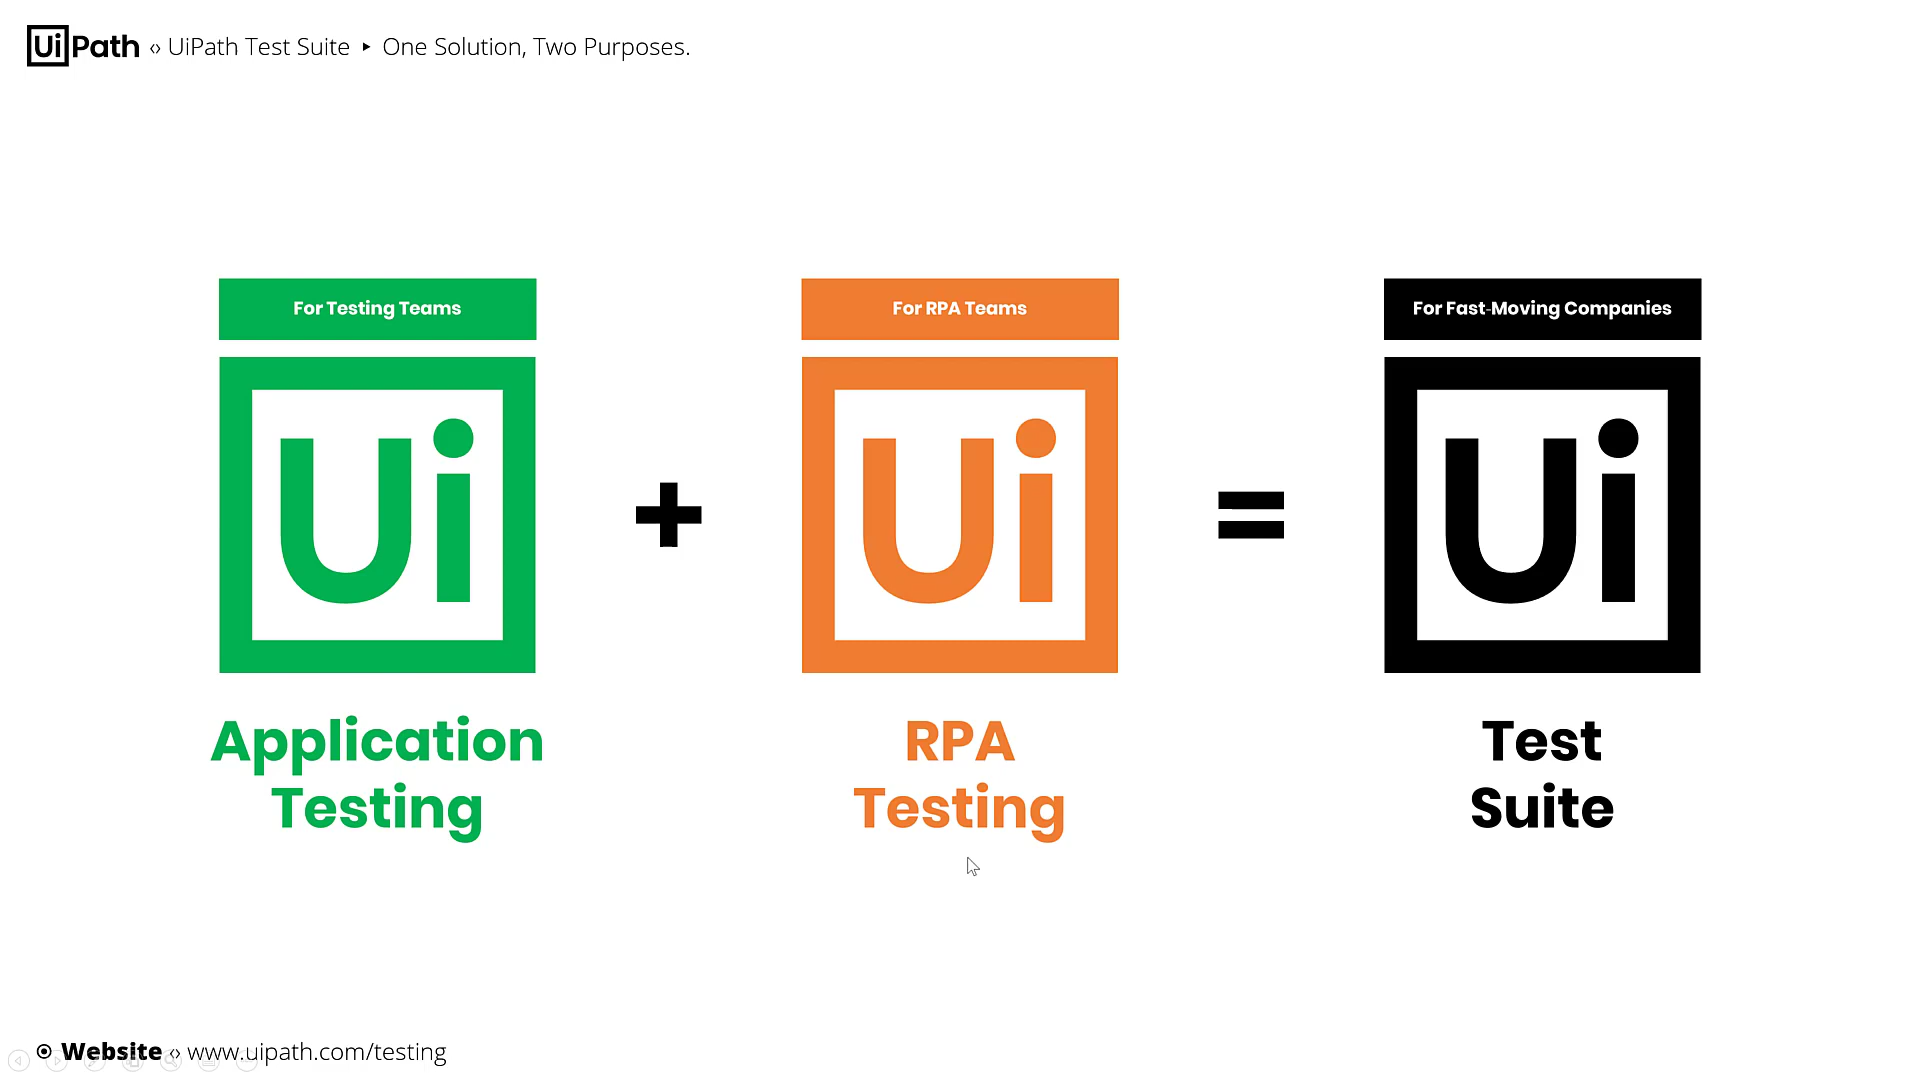 UiPath ‹› UiPath Test Suite ▸ One Solution, Two Purposes.
For Testing Teams
Ui
Application
Testing
+
For RPA Teams
Ui
RPA
Testing
=
For Fast-Moving Companies
Ui
Test
Suite
Website ‹› www.uipath.com/testing